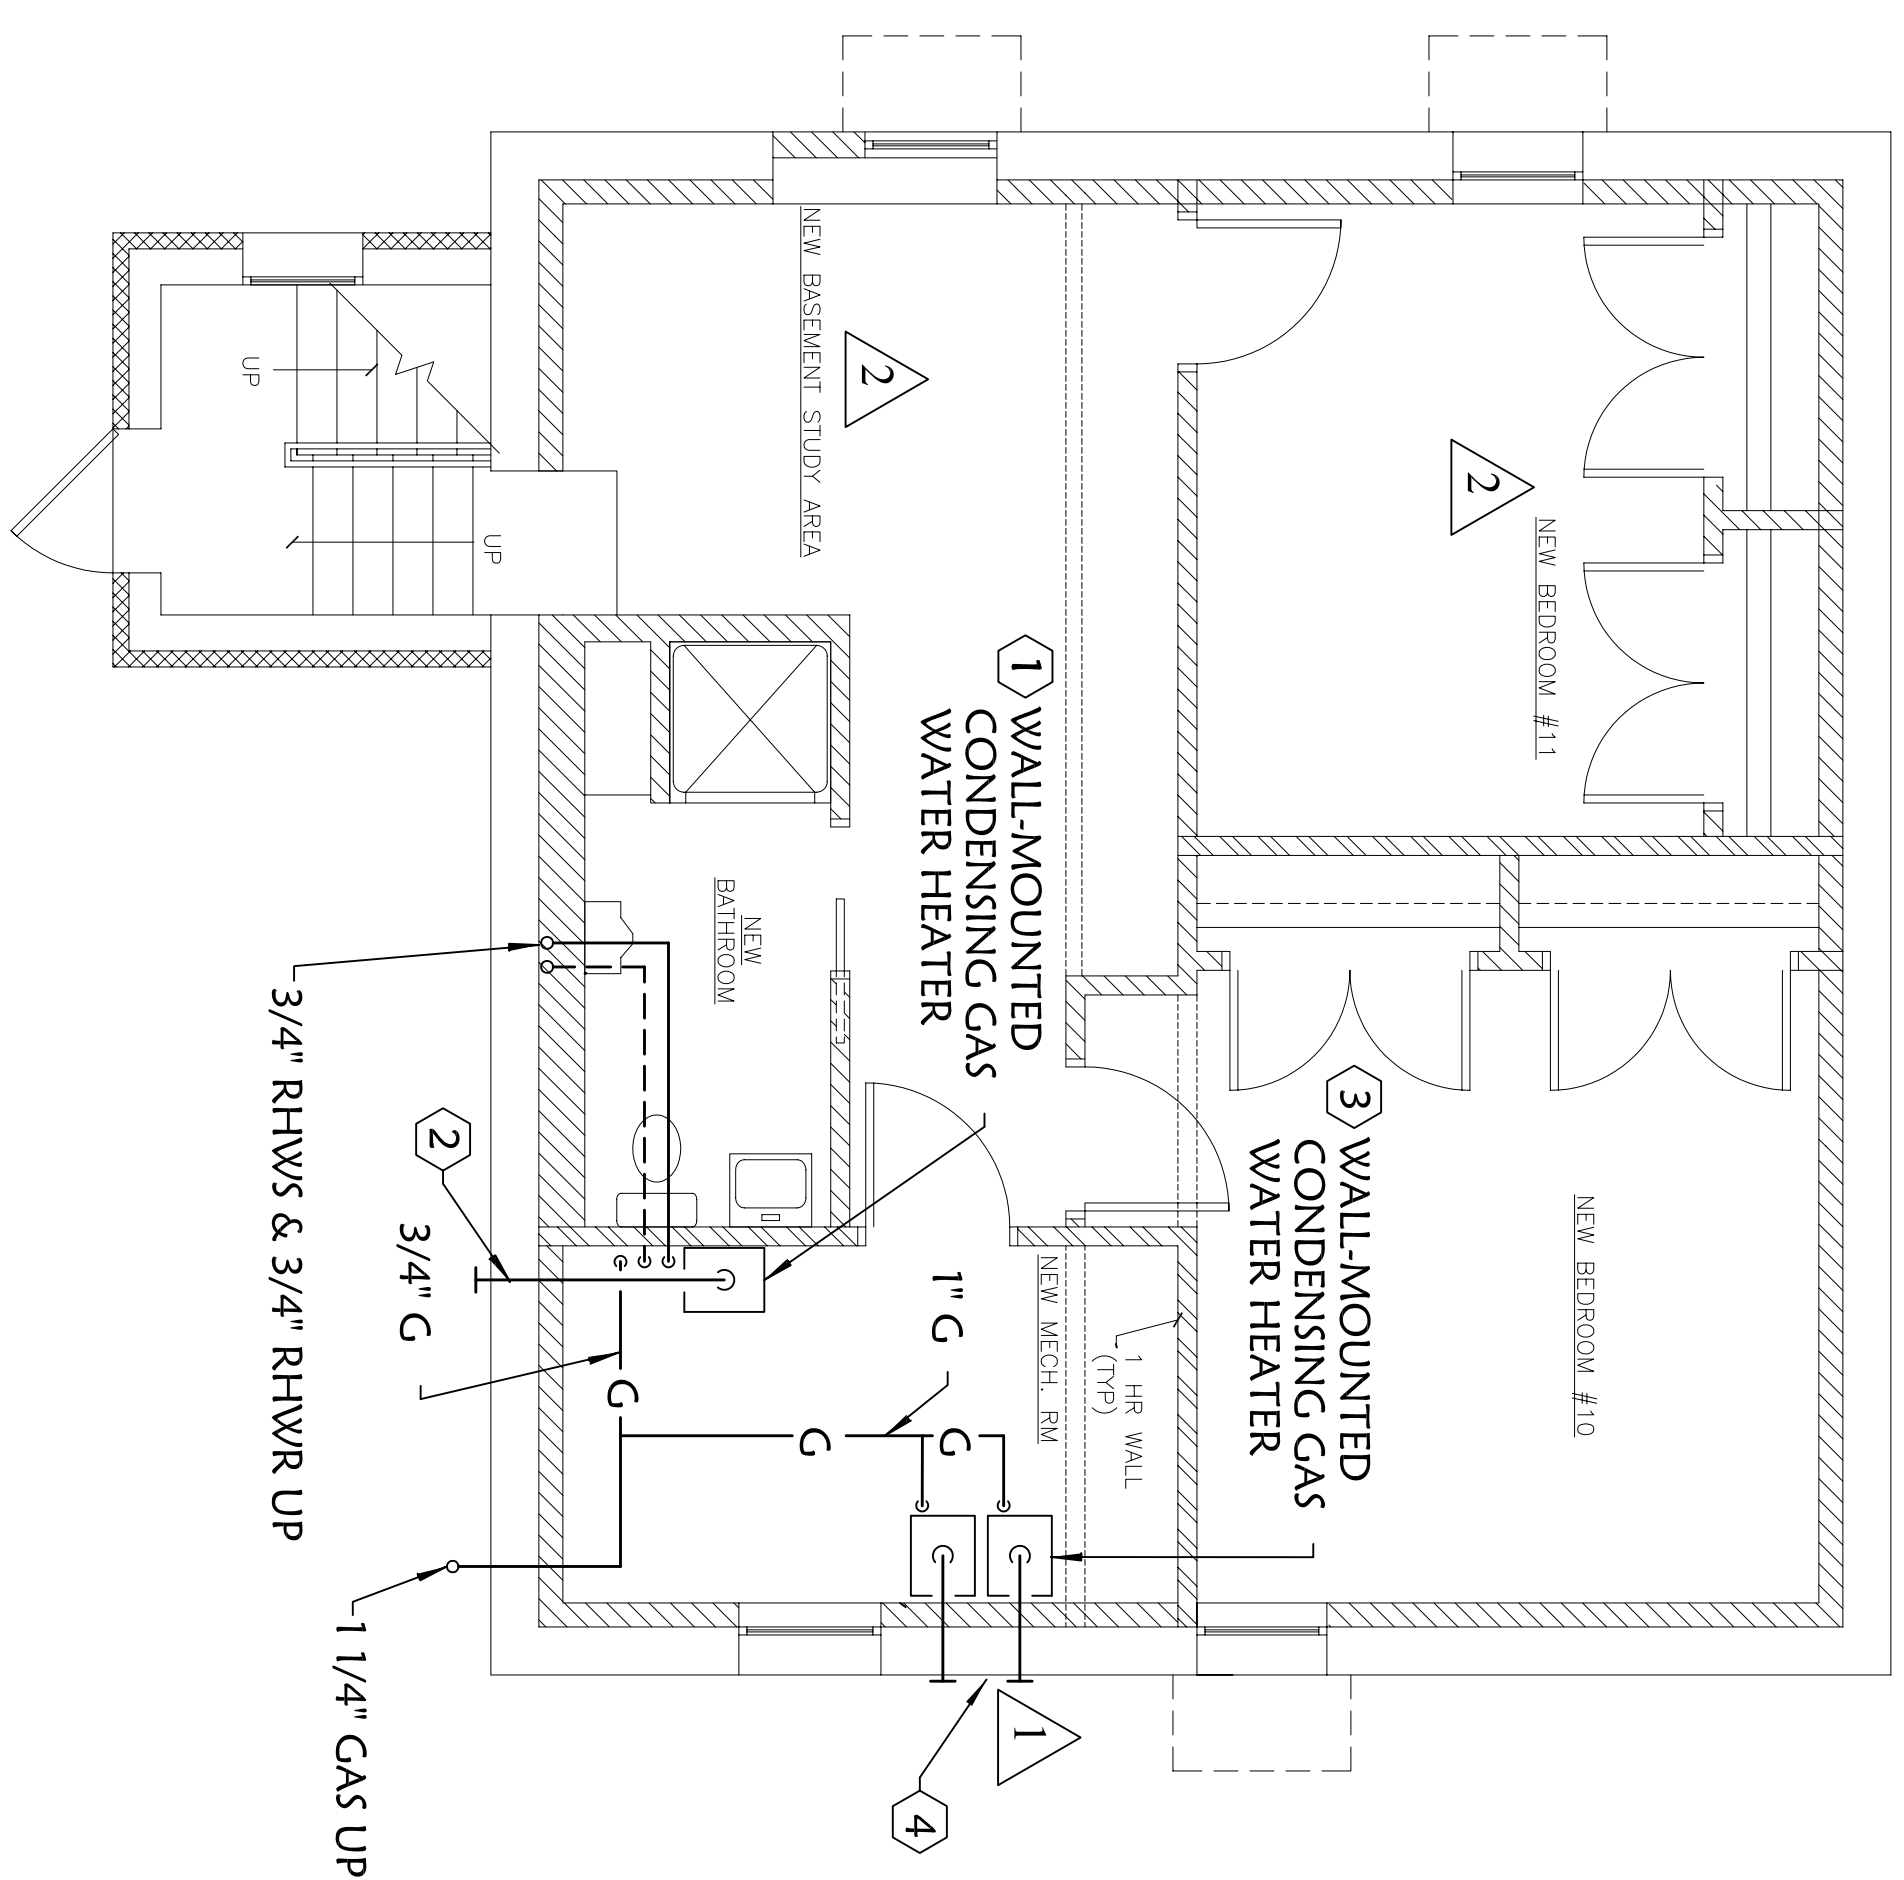 NEW BEDROOM #11
2
NEW BEDROOM #10
3
WALL-MOUNTED
CONDENSING GAS
WATER HEATER
1 HR WALL
(TYP)
1
WALL-MOUNTED
CONDENSING GAS
WATER HEATER
NEW MECH. RM
1" G
G
G
1
4
2
NEW BASEMENT STUDY AREA
NEW
BATHROOM
G
UP
UP
2
3/4" G
3/4" RHWS & 3/4" RHWR UP
1 1/4" GAS UP